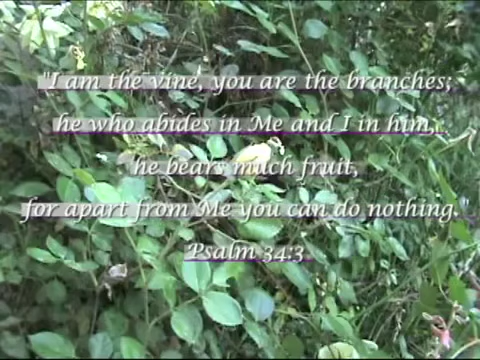 "I am the vine, you are the branches;
he who abides in Me and I in him,
he bears much fruit,
for apart from Me you can do nothing.
Psalm 34:3